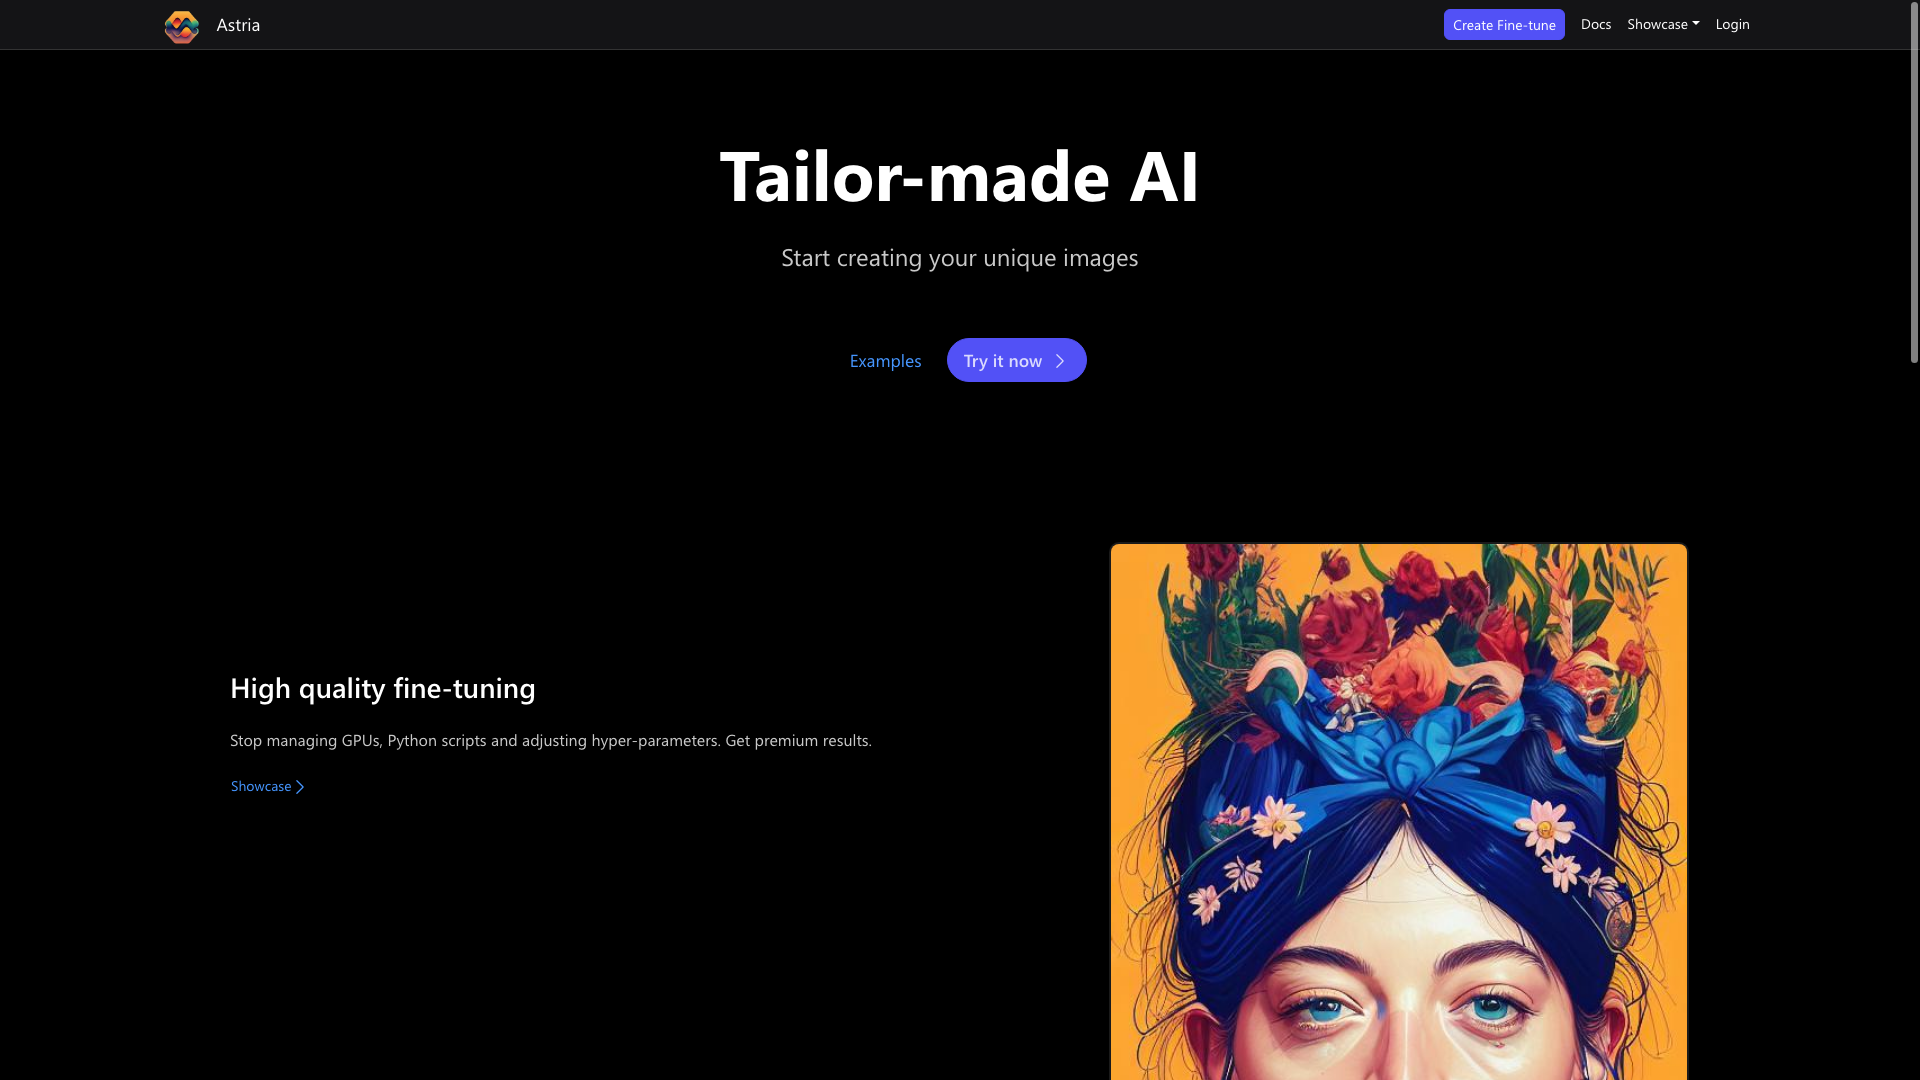 Astria
Create Fine-tune
Docs
Showcase
Login
Tailor-made AI
Start creating your unique images
Examples
Try it now
High quality fine-tuning
Stop managing GPUs, Python scripts and adjusting hyper-parameters. Get premium results.
Showcase